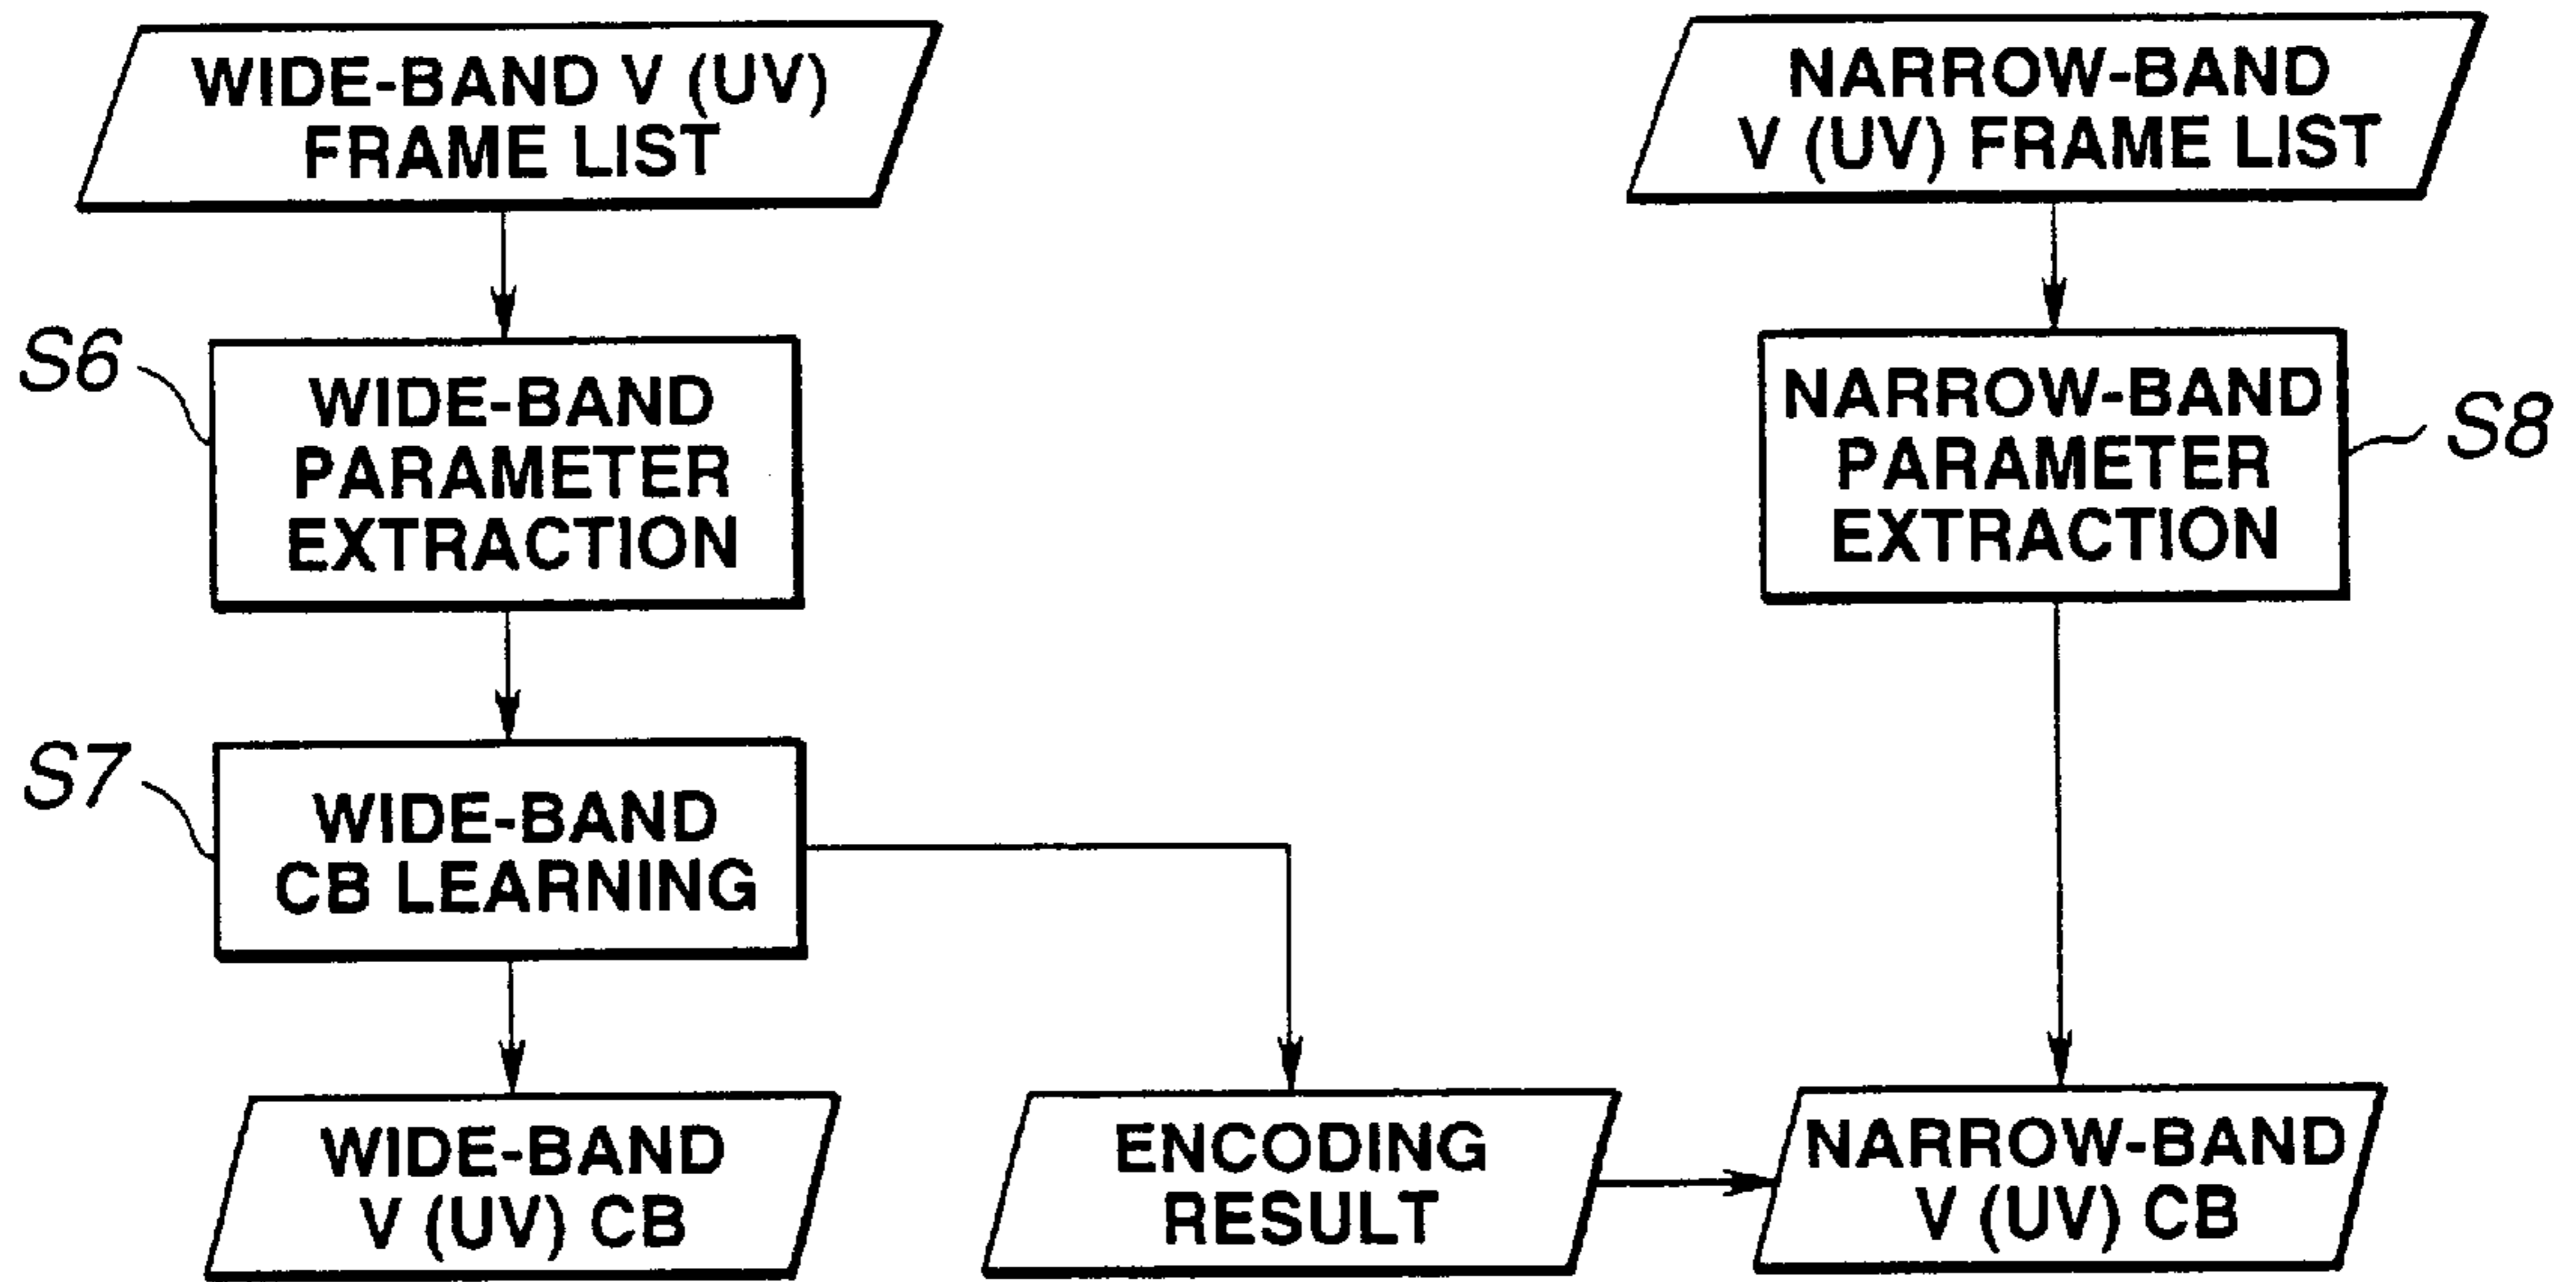 WIDE-BAND V (UV)
FRAME LIST
NARROW-BAND
V (UV) FRAME LIST
S6
WIDE-BAND
PARAMETER
EXTRACTION
NARROW-BAND
PARAMETER
EXTRACTION
S8
S7
WIDE-BAND
CB LEARNING
WIDE-BAND
V (UV) CB
ENCODING
RESULT
NARROW-BAND
V (UV) CB